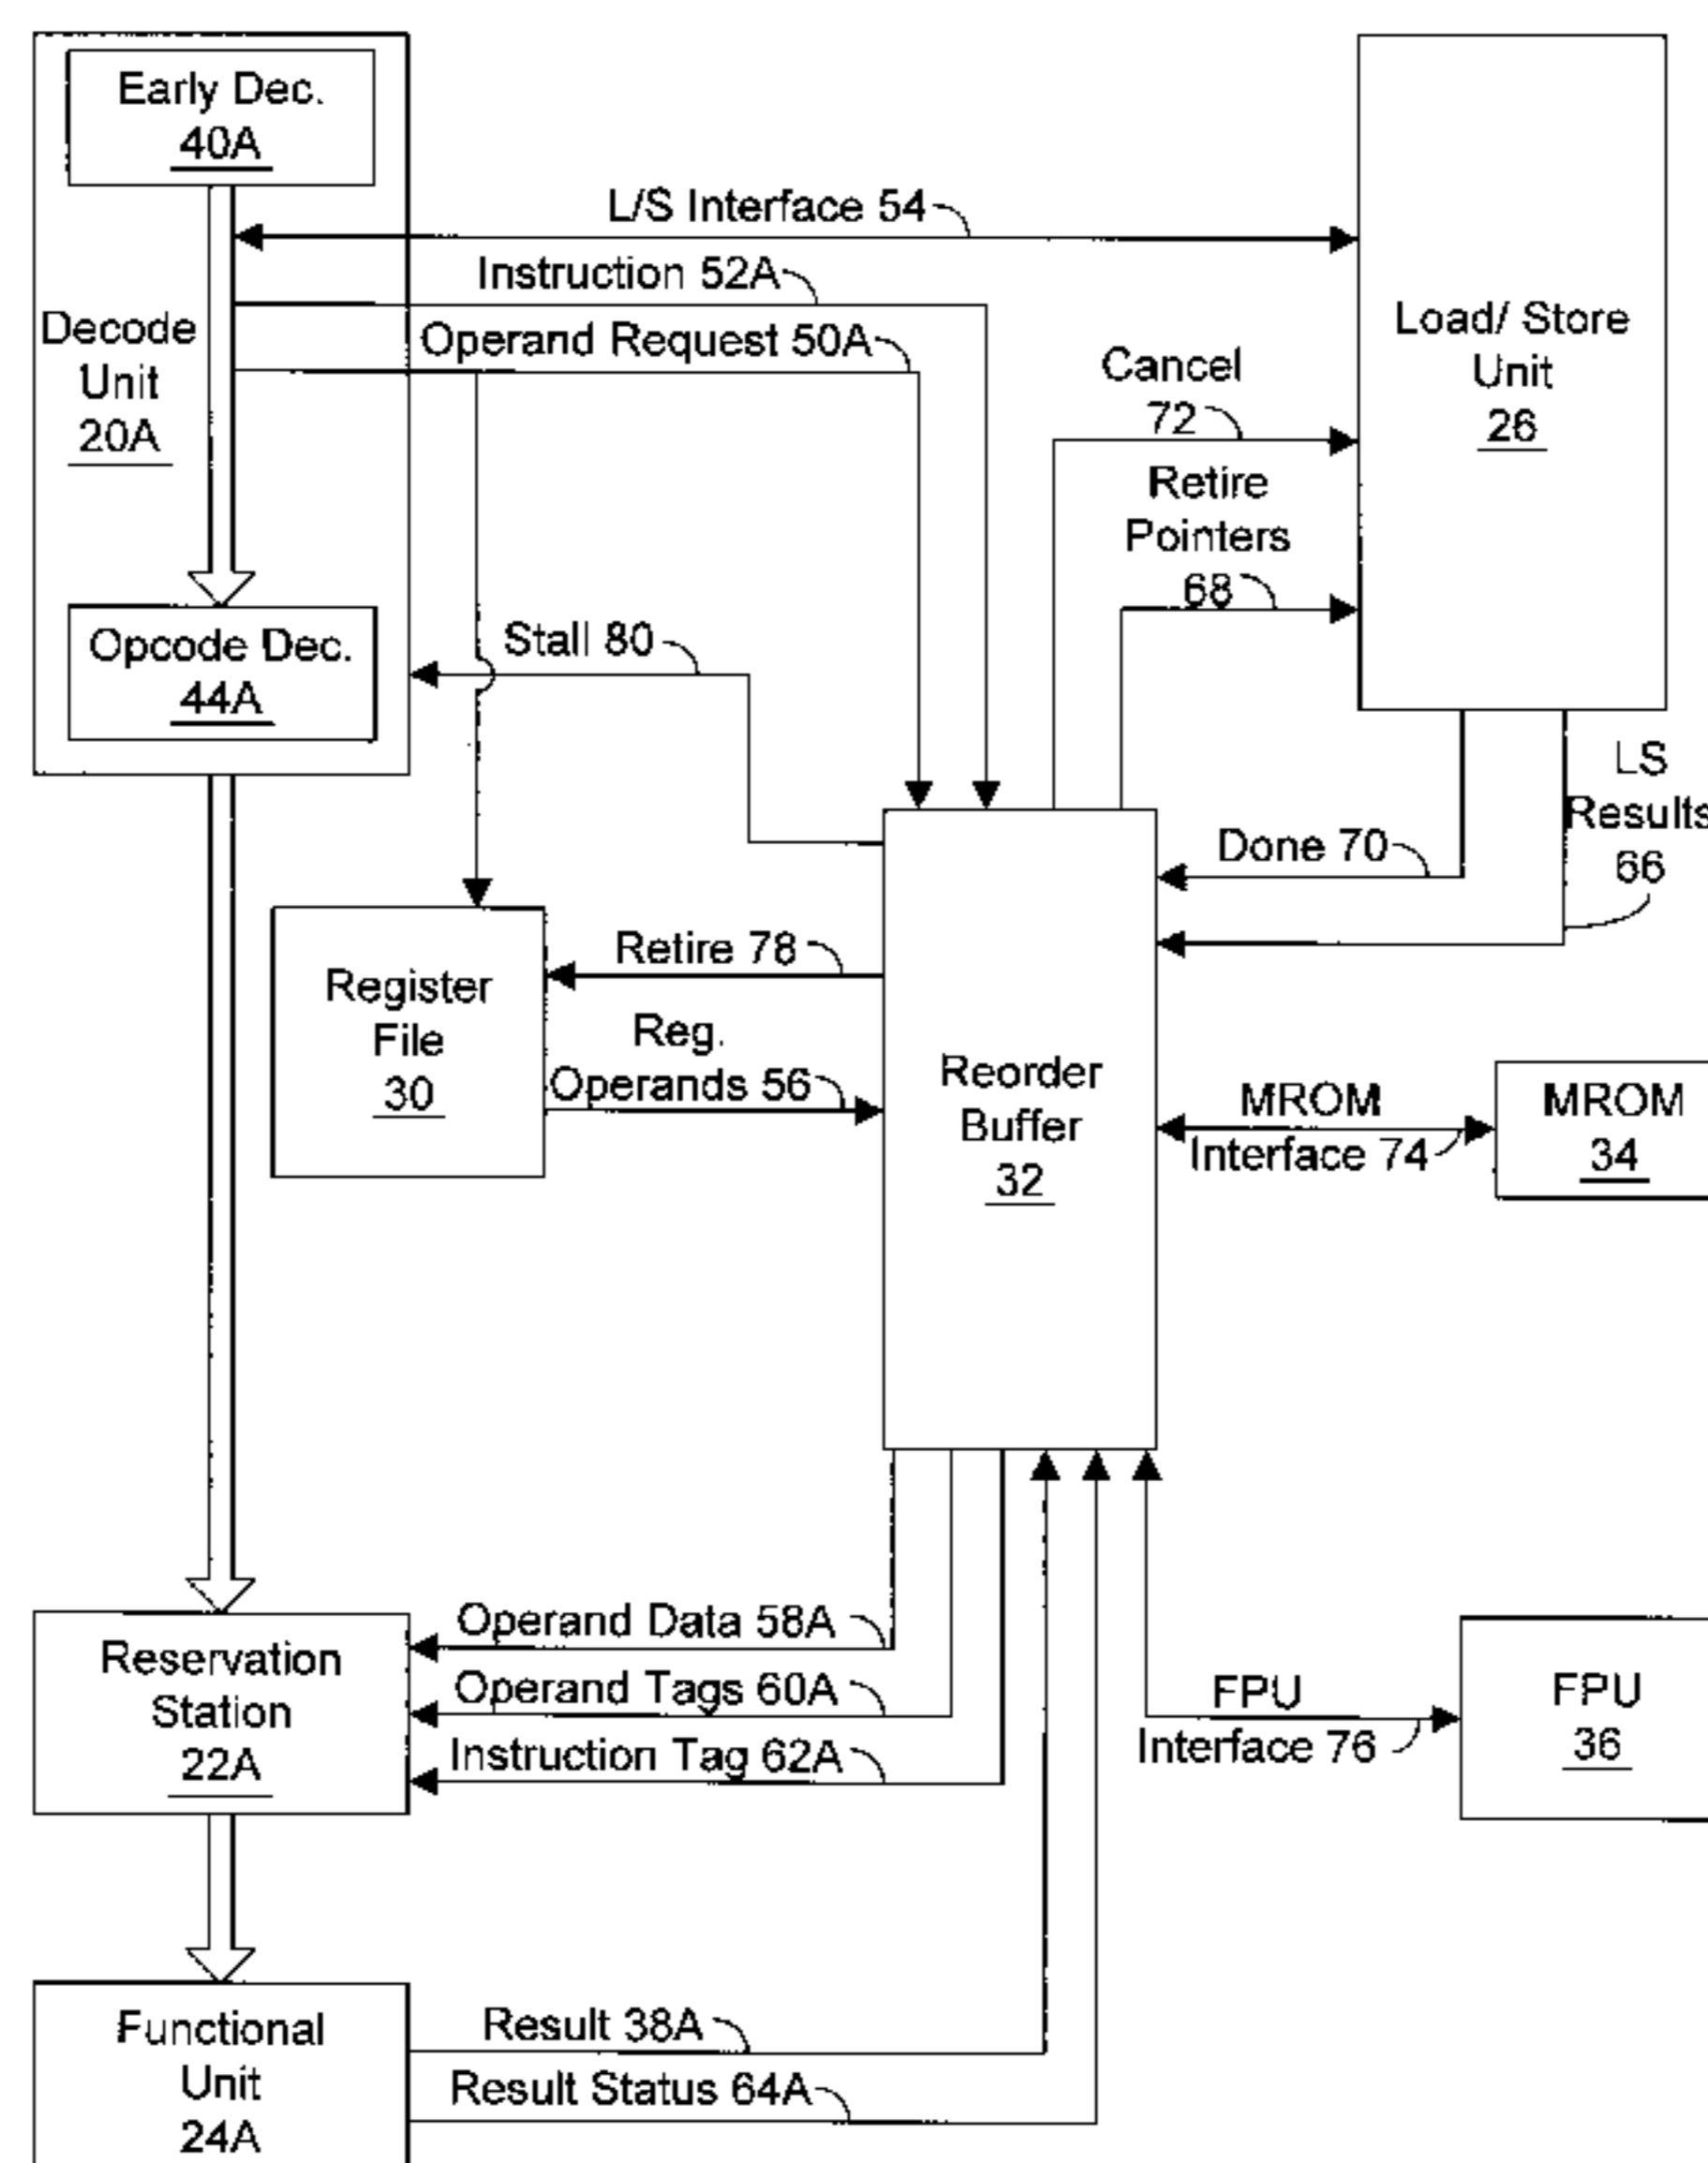 Early Dec.
40A
L/S Interface 54
Instruction 52A
Operand Request 50A
Decode
Unit
20A
Load/ Store
Unit
26
Cancel
72
Retire
Pointers
68
Opcode Dec.
44A
Stall 80
LS
Results
66
Done 70
Register
File
30
Retire 78
Reg.
Operands 56
Reorder
Buffer
32
MROM
Interface 74
MROM
34
Reservation
Station
22A
Operand Data 58A
Operand Tags 60A
Instruction Tag 62A
FPU
Interface 76
FPU
36
Functional
Unit
24A
Result 38A
Result Status 64A